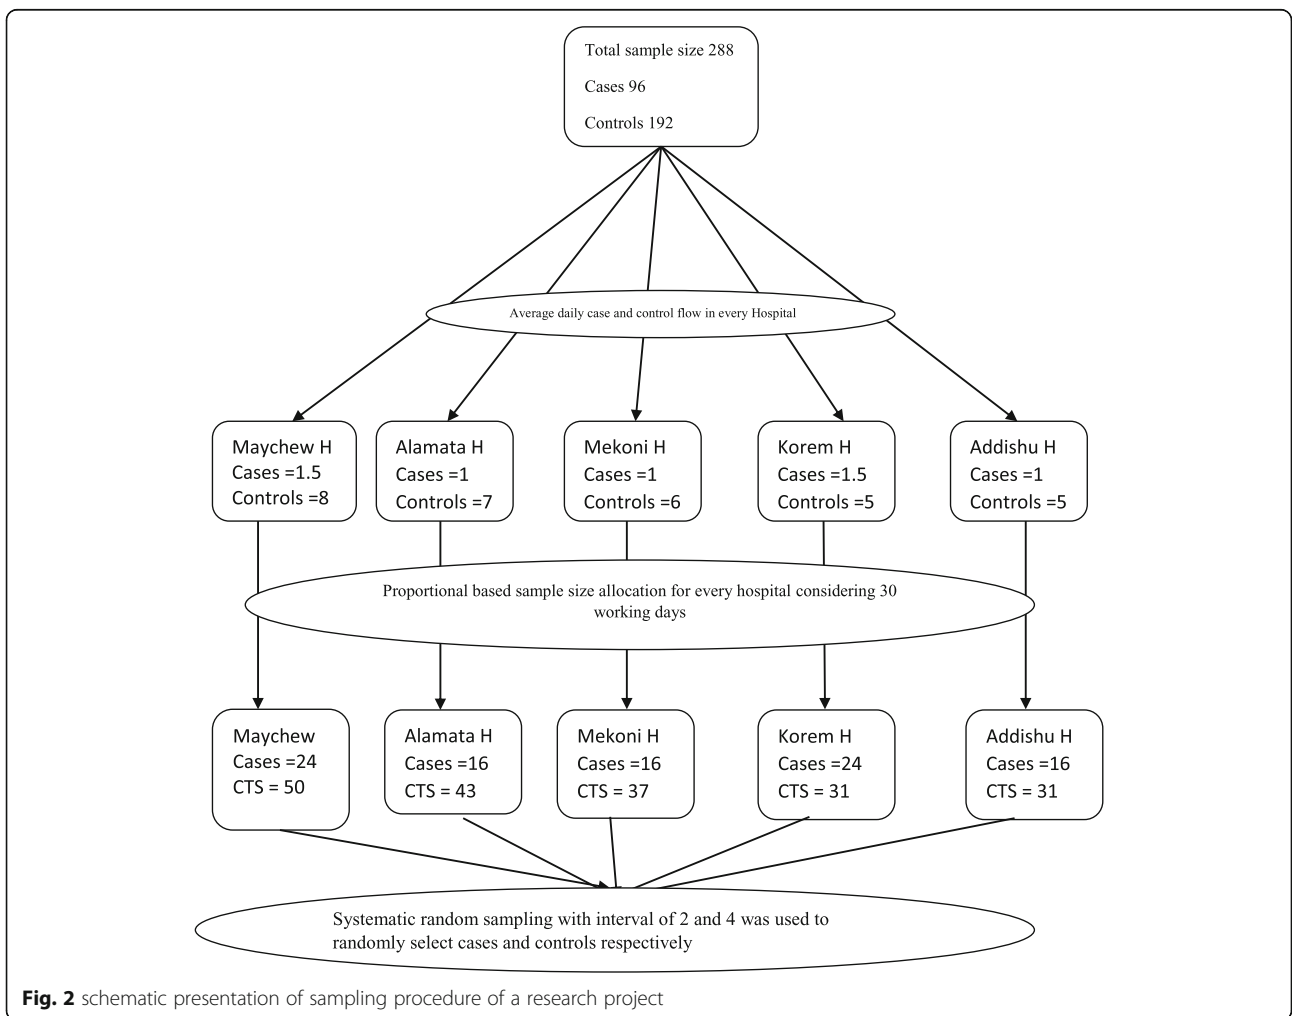 Total sample size 288
Cases 96
Controls 192
Average daily case and control flow in every Hospital
Maychew H
Cases =1.5
Controls =8
Alamata H
Cases =1
Controls =7
Mekoni H
Cases =1
Controls =6
Korem H
Cases =1.5
Controls =5
Addishu H
Cases =1
Controls =5
Proportional based sample size allocation for every hospital considering 30
working days
Maychew
Cases =24
CTS = 50
Alamata H
Cases =16
CTS = 43
Mekoni H
Cases =16
CTS = 37
Korem H
Cases =24
CTS = 31
Addishu H
Cases =16
CTS = 31
Systematic random sampling with interval of 2 and 4 was used to
randomly select cases and controls respectively
Fig. 2 schematic presentation of sampling procedure of a research project